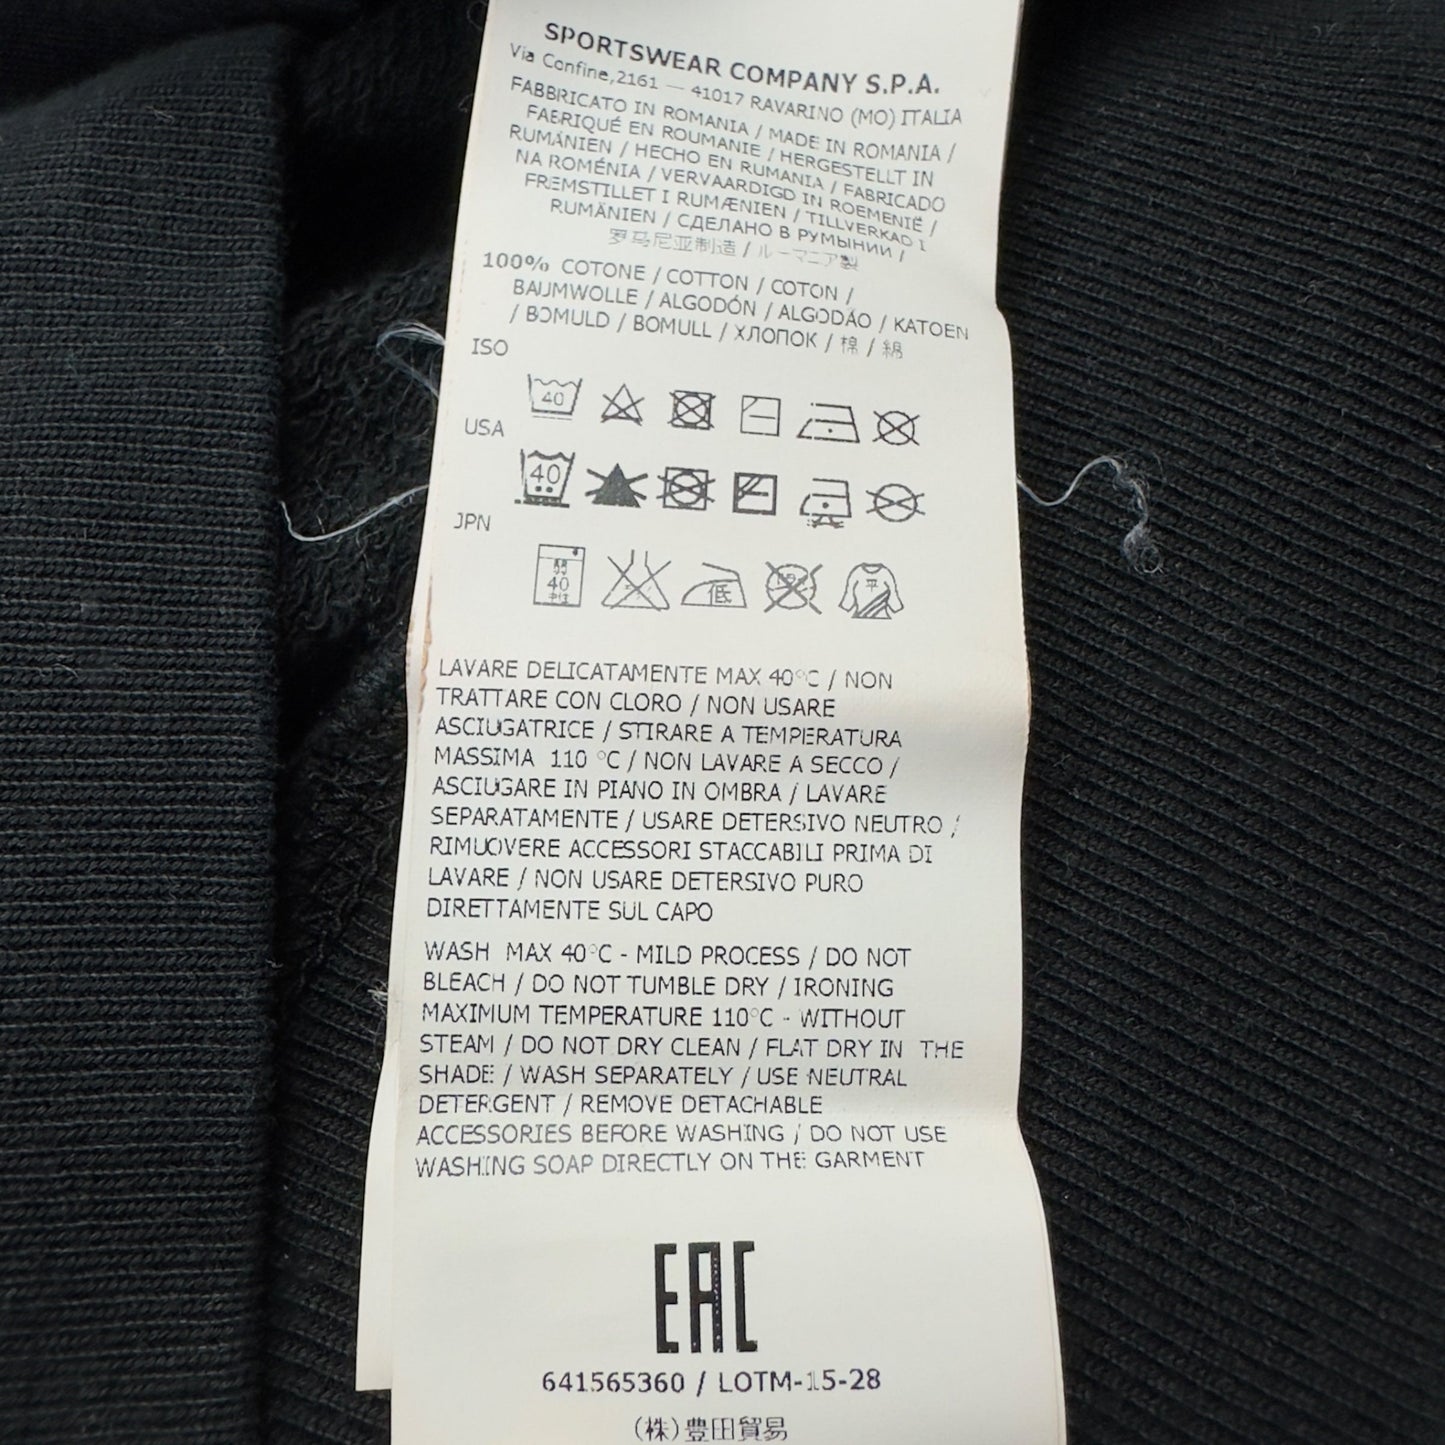 SPORTSWEAR COMPANY S.P.A.
Via Confine,2161 — 41017 RAVARINO (MO) ITALIA
FABBRICATO IN ROMANIA / MADE IN ROMANIA /
FABRIQUÉ EN ROUMANIE / HERGESTELLT IN
RUMÄNIEN / HECHO EN RUMANIA / FABRICADO
NA ROMÉNIA / VERVAARDIGD IN ROEMENIË /
FREMSTILLET I RUMÆNIEN / TILLVERKAD I
RUMÄNIEN / СДЕЛАНО В РУМЫНИИ /
罗马尼亚制造 / ルーマニア製
100% COTONE / COTTON / COTON /
BAUMWOLLE / ALGODÓN / ALGODÃO / KATOEN
/ BOMULD / BOMULL / ХЛОПОК / 棉 / 綿
ISO
40
USA
40
JPN
弱
40
中性
低
平
LAVARE DELICATAMENTE MAX 40°C / NON
TRATTARE CON CLORO / NON USARE
ASCIUGATRICE / STIRARE A TEMPERATURA
MASSIMA 110 °C / NON LAVARE A SECCO /
ASCIUGARE IN PIANO IN OMBRA / LAVARE
SEPARATAMENTE / USARE DETERSIVO NEUTRO /
RIMUOVERE ACCESSORI STACCABILI PRIMA DI
LAVARE / NON USARE DETERSIVO PURO
DIRETTAMENTE SUL CAPO
WASH MAX 40°C - MILD PROCESS / DO NOT
BLEACH / DO NOT TUMBLE DRY / IRONING
MAXIMUM TEMPERATURE 110°C - WITHOUT
STEAM / DO NOT DRY CLEAN / FLAT DRY IN THE
SHADE / WASH SEPARATELY / USE NEUTRAL
DETERGENT / REMOVE DETACHABLE
ACCESSORIES BEFORE WASHING / DO NOT USE
WASHING SOAP DIRECTLY ON THE GARMENT
EAC
641565360 / LOTM-15-28
(株)豊田貿易